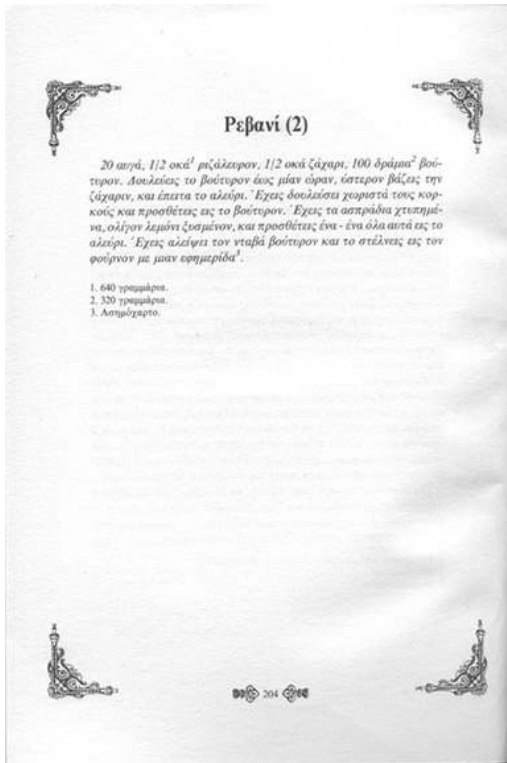 Ρεβανί (2)
20 αυγά, 1/2 οκά¹ ριζάλευρον, 1/2 οκά ζάχαρι, 100 δράμια² βού-
τυρον. Δουλεύεις το βούτυρον έως μίαν ώραν, ύστερον βάζεις την
ζάχαριν, και έπειτα το αλεύρι. Έχεις δουλεύσει χωριστά τους κορ-
κούς και προσθέτεις εις το βούτυρον. Έχεις τα ασπράδια χτυπημέ-
να, ολίγον λεμόνι ξυσμένον, και προσθέτεις ένα - ένα όλα αυτά εις το
αλεύρι. Έχεις αλείψει τον νταβά βούτυρον και το στέλνεις εις τον
φούρνον με μιαν εφημερίδα³.
1. 640 γραμμάρια.
2. 320 γραμμάρια.
3. Ασημόχαρτο.
204